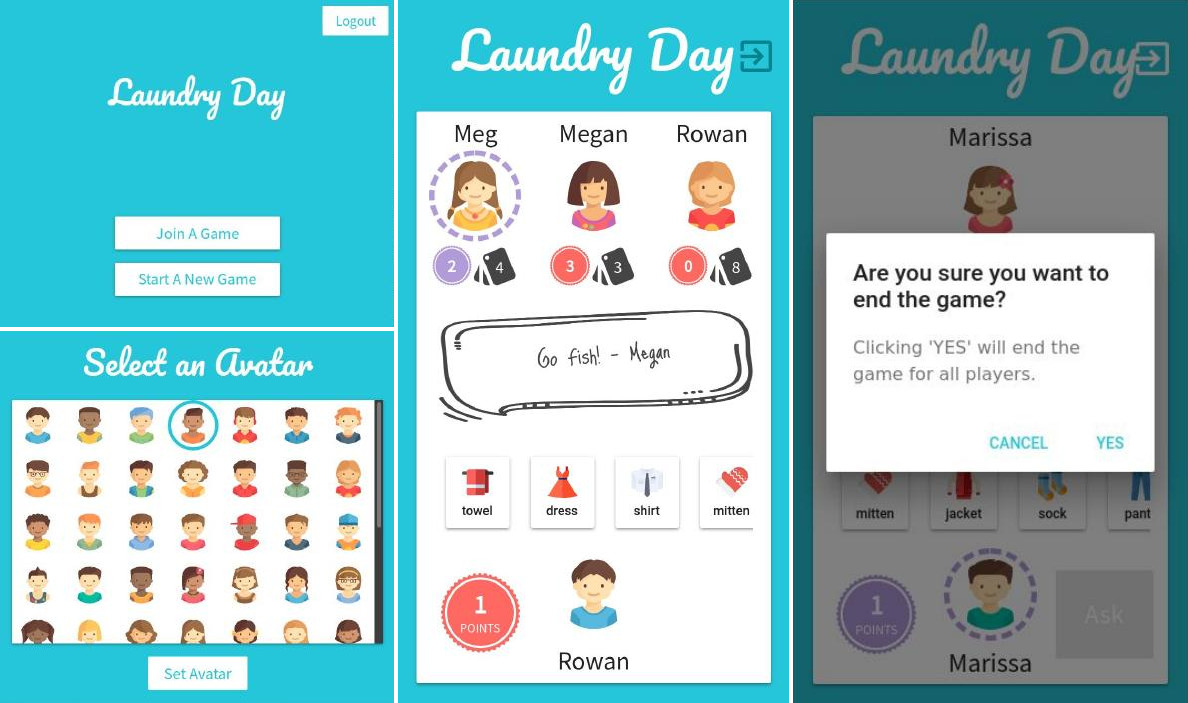 Logout
Laundry Day
Join A Game
Start A New Game
Select an Avatar
Set Avatar
Laundry Day
Meg Megan Rowan
2 4 3 3 0 8
Go fish! - Megan
towel dress shirt mitten
1
POINTS
Rowan
Laundry Day
Marissa
Are you sure you want to
end the game?
Clicking 'YES' will end the
game for all players.
CANCEL YES
mitten jacket sock pant
1
POINTS
Ask
Marissa